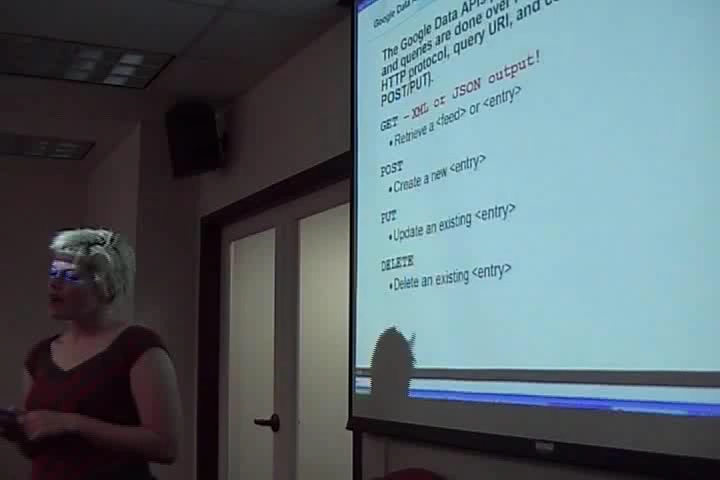 Google Data
The Google Data APIs
and queries are done over
HTTP protocol, query URI, and
POST/PUT).
GET - XML or JSON output!
• Retrieve a <feed> or <entry>
POST
• Create a new <entry>
PUT
• Update an existing <entry>
DELETE
• Delete an existing <entry>